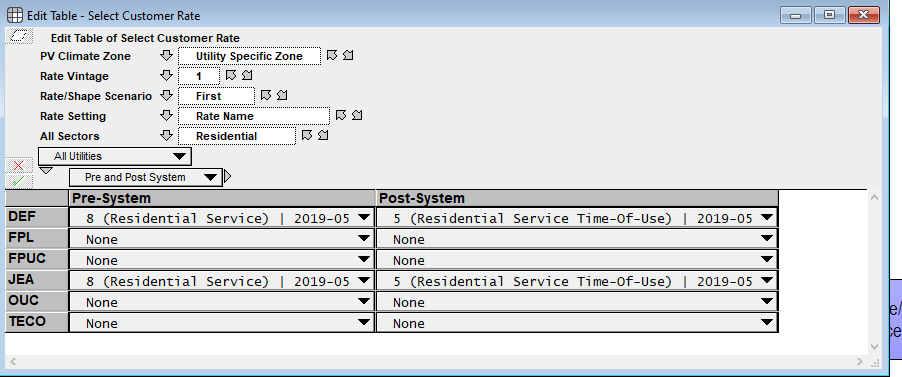 Edit Table - Select Customer Rate
Edit Table of Select Customer Rate
PV Climate Zone Utility Specific Zone
Rate Vintage 1
Rate/Shape Scenario First
Rate Setting Rate Name
All Sectors Residential
All Utilities
Pre and Post System
Pre-System Post-System
DEF 8 (Residential Service) | 2019-05 5 (Residential Service Time-Of-Use) | 2019-05
FPL None None
FPUC None None
JEA 8 (Residential Service) | 2019-05 5 (Residential Service Time-Of-Use) | 2019-05
OUC None None
TECO None None